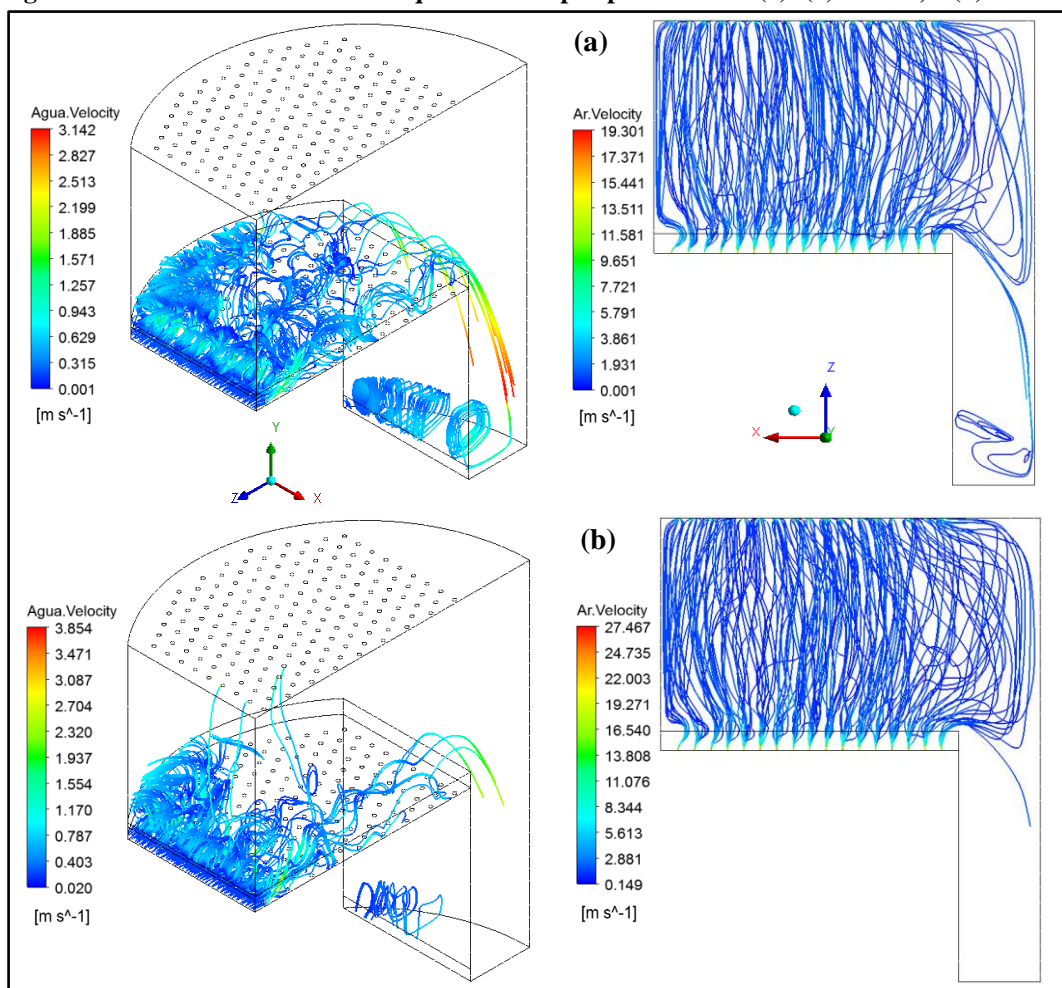 (a)
Agua.Velocity
3.142
2.827
2.513
2.199
1.885
1.571
1.257
0.943
0.629
0.315
0.001
[m s^-1]
Y
Z
X
Ar.Velocity
19.301
17.371
15.441
13.511
11.581
9.651
7.721
5.791
3.861
1.931
0.001
[m s^-1]
Z
X
Y
(b)
Agua.Velocity
3.854
3.471
3.087
2.704
2.320
1.937
1.554
1.170
0.787
0.403
0.020
[m s^-1]
Ar.Velocity
27.467
24.735
22.003
19.271
16.540
13.808
11.076
8.344
5.613
2.881
0.149
[m s^-1]